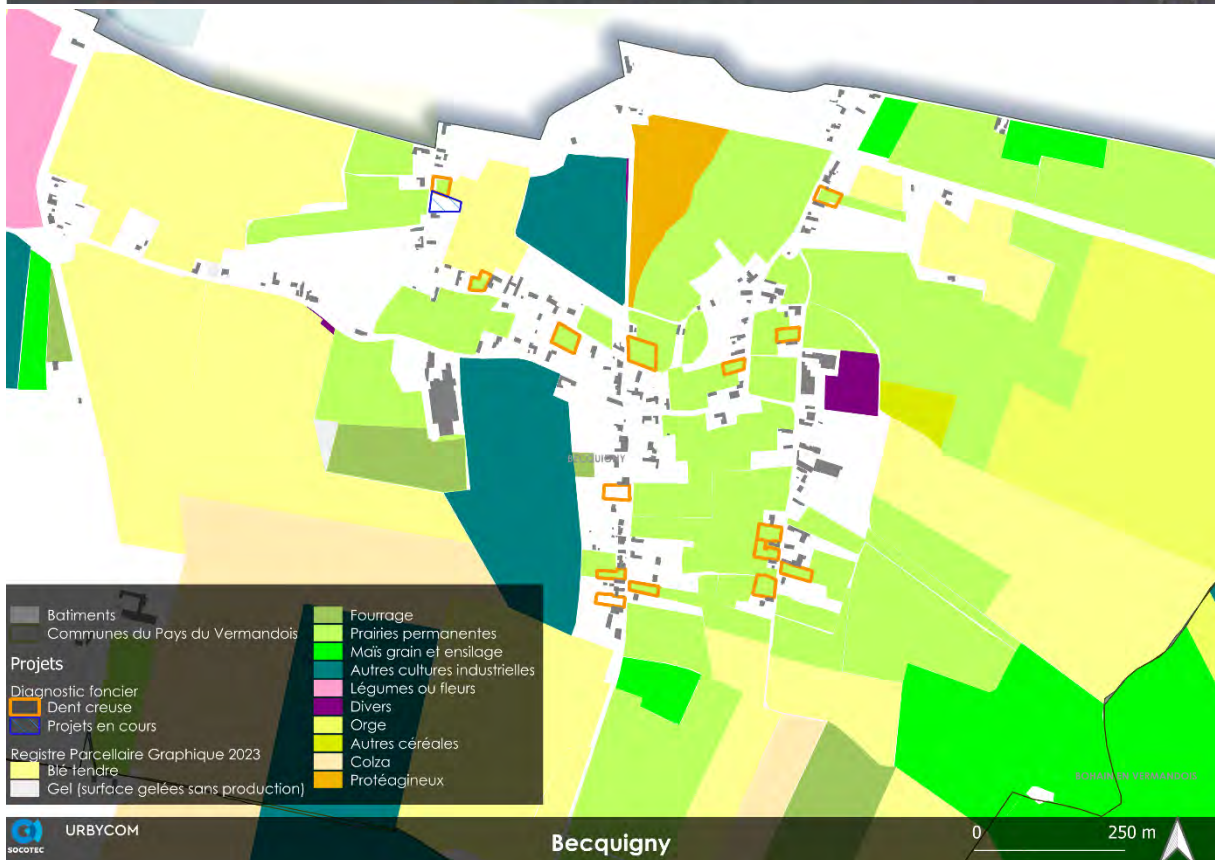 BECQUIGNY
Batiments
Communes du Pays du Vermandois
Projets
Diagnostic foncier
Dent creuse
Projets en cours
Registre Parcellaire Graphique 2023
Blé tendre
Gel (surface gelées sans production)
Fourrage
Prairies permanentes
Maïs grain et ensilage
Autres cultures industrielles
Légumes ou fleurs
Divers
Orge
Autres céréales
Colza
Protéagineux
SOCOTEC
URBYCOM
Becquigny
0 250 m